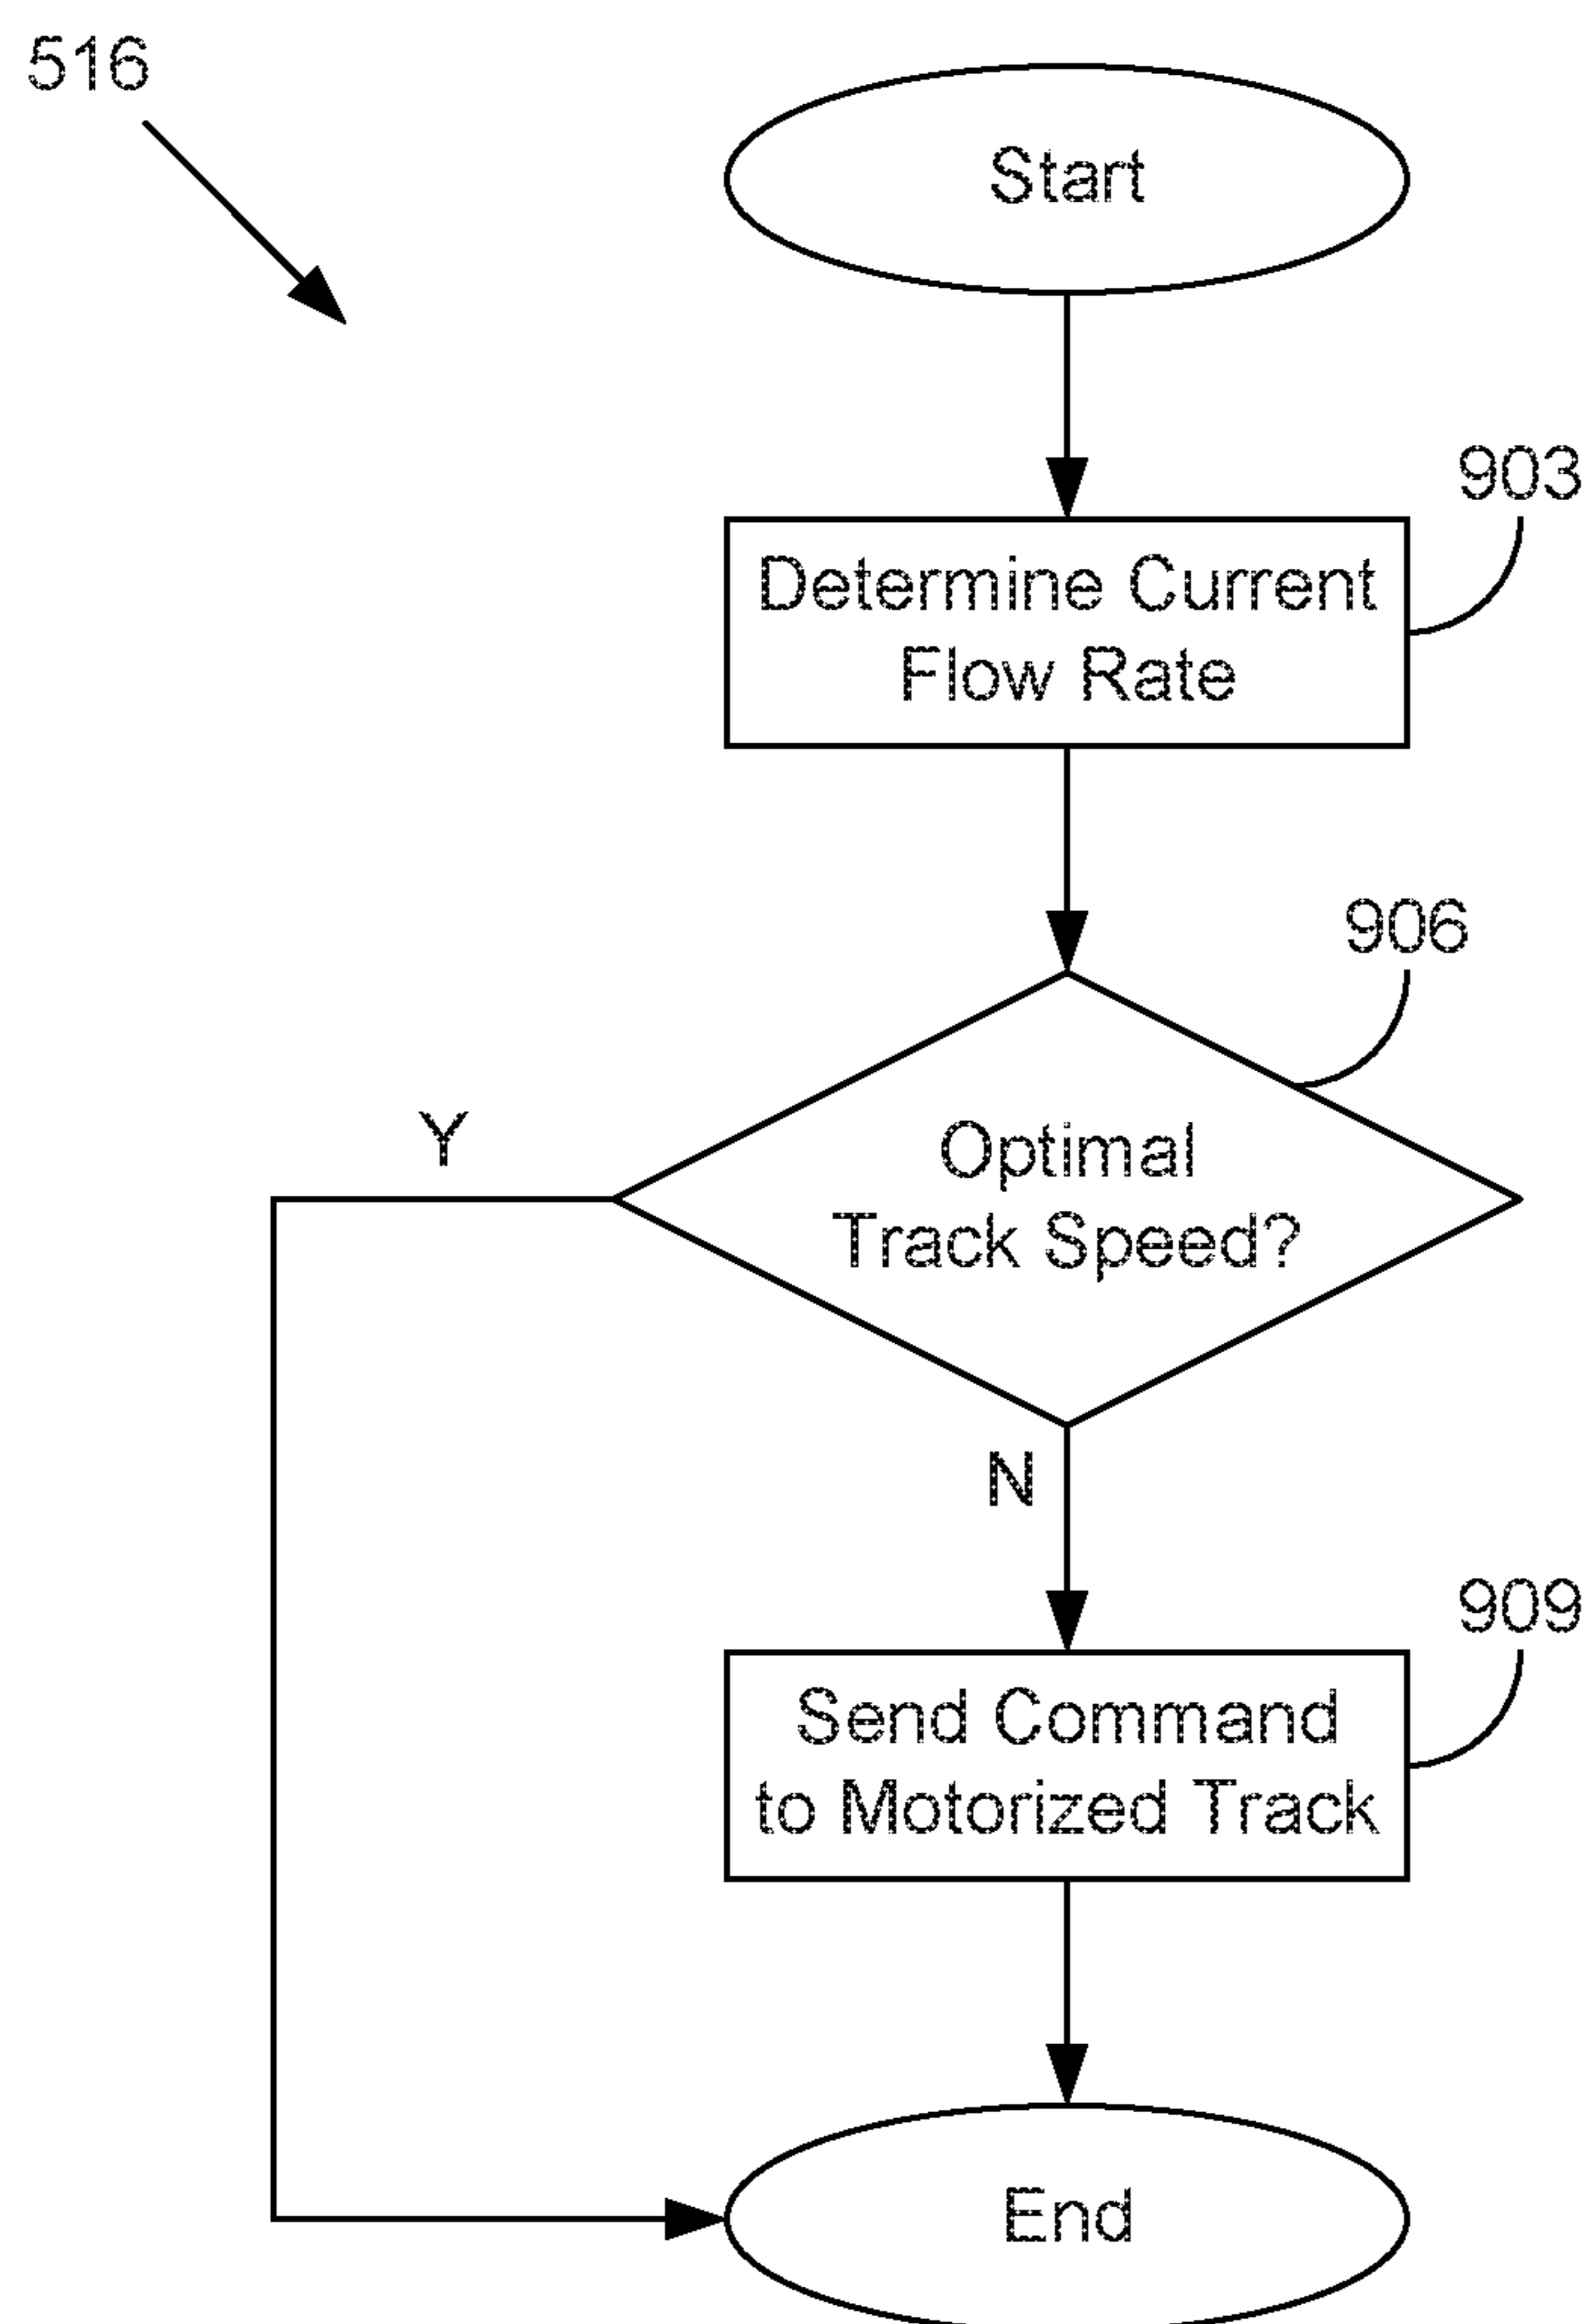 516
Start
903
Determine Current
Flow Rate
906
Y
Optimal
Track Speed?
N
909
Send Command
to Motorized Track
End